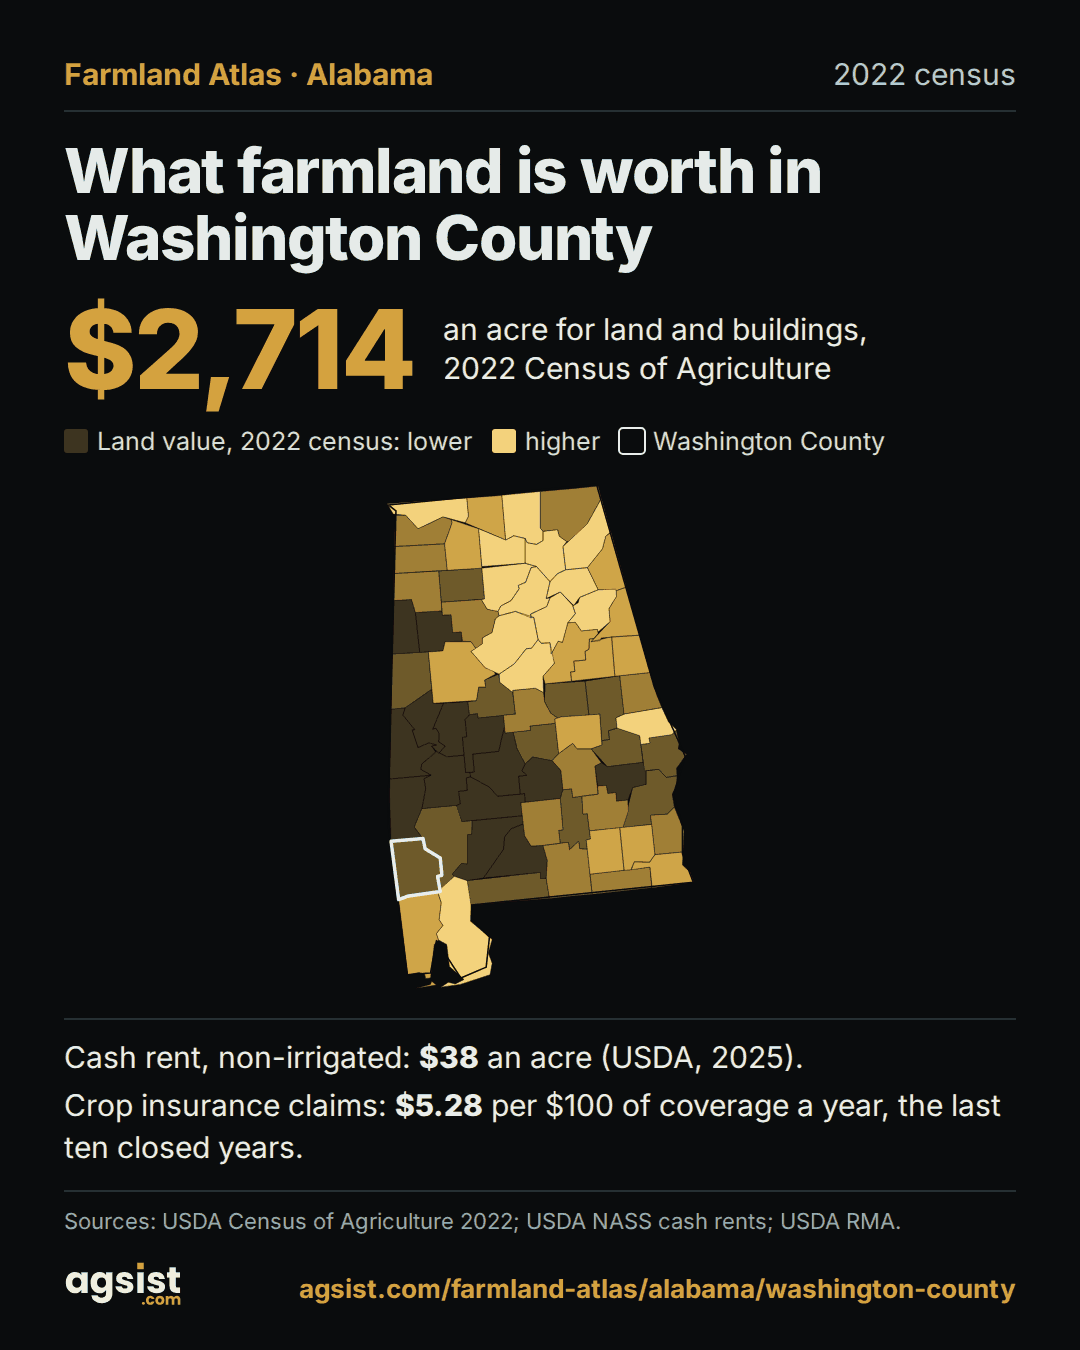 Farmland Atlas · Alabama
2022 census
What farmland is worth in
Washington County
$2,714
an acre for land and buildings,
2022 Census of Agriculture
Land value, 2022 census: lower
higher
Washington County
Cash rent, non-irrigated: $38 an acre (USDA, 2025).
Crop insurance claims: $5.28 per $100 of coverage a year, the last
ten closed years.
Sources: USDA Census of Agriculture 2022; USDA NASS cash rents; USDA RMA.
agsist
.com
agsist.com/farmland-atlas/alabama/washington-county